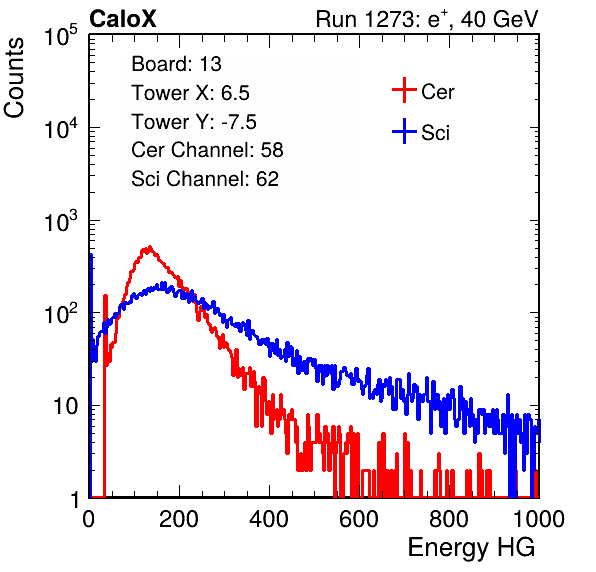 CaloX Run 1273: e⁺, 40 GeV
Counts
Board: 13
Tower X: 6.5
Tower Y: -7.5
Cer Channel: 58
Sci Channel: 62
Cer
Sci
10⁵
10⁴
10³
10²
10
1
0 200 400 600 800 1000
Energy HG